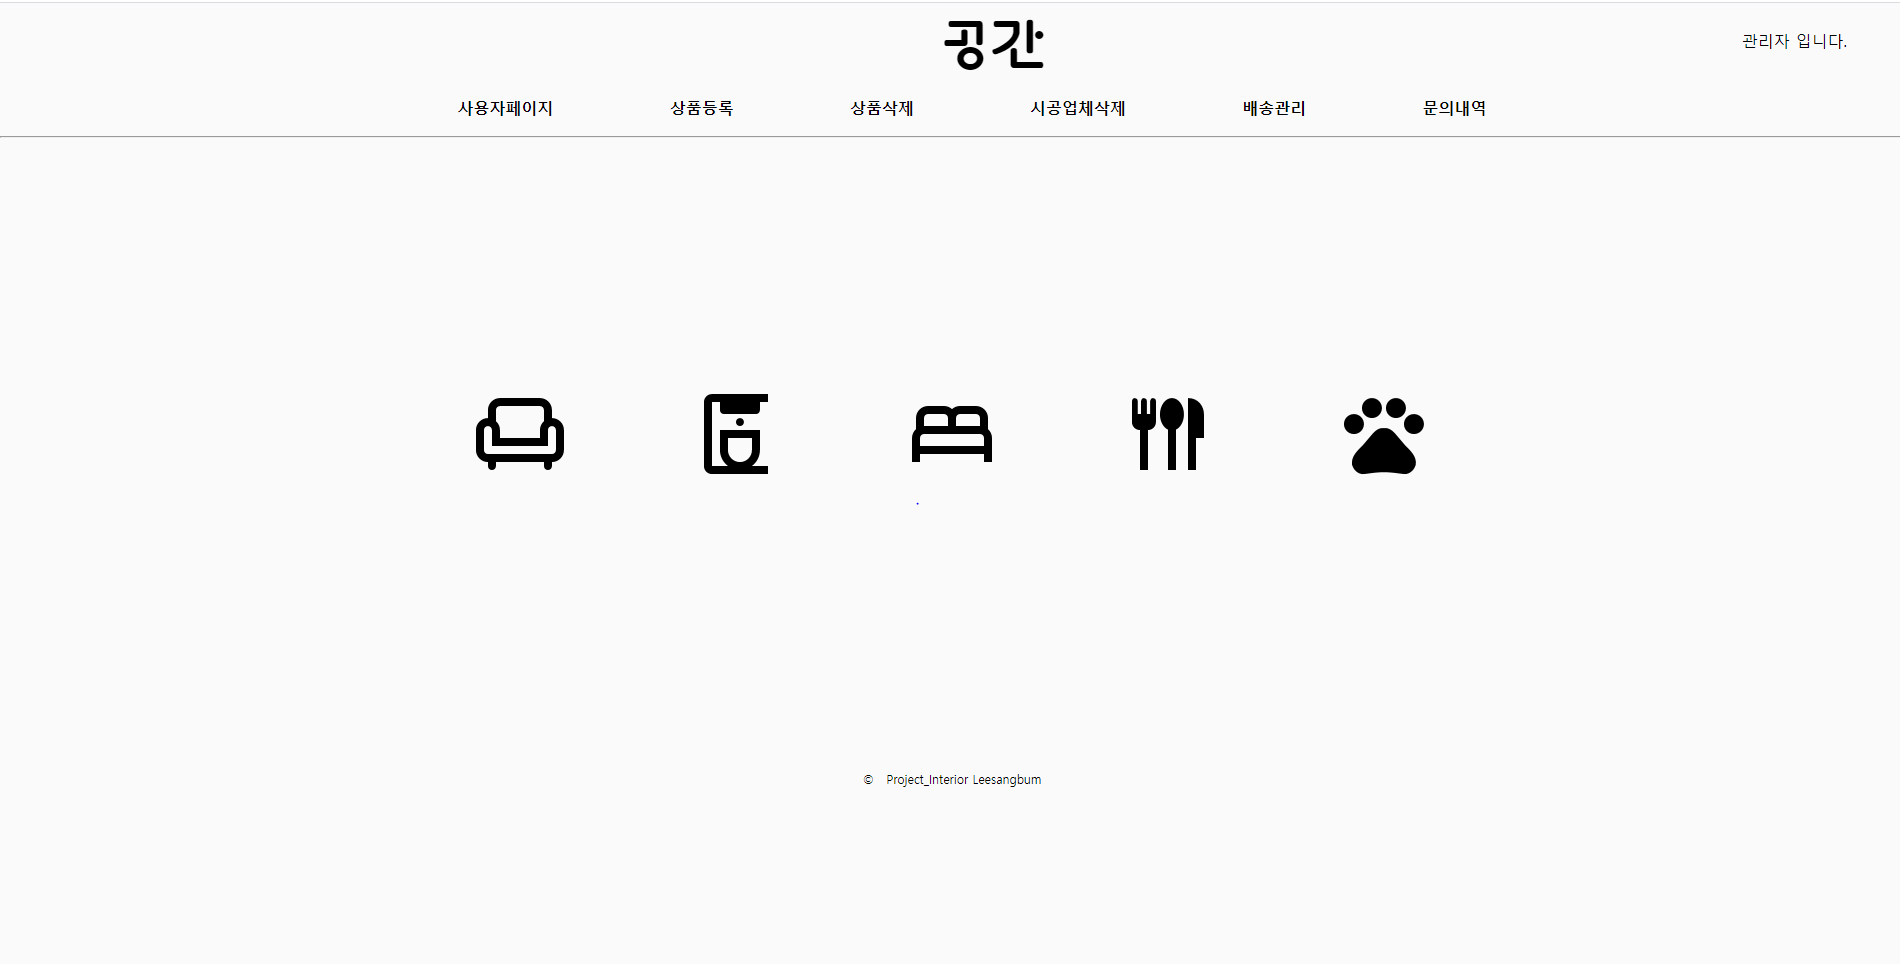 공간
관리자 입니다.
사용자페이지 상품등록 상품삭제 시공업체삭제 배송관리 문의내역
.
© Project_Interior Leesangbum